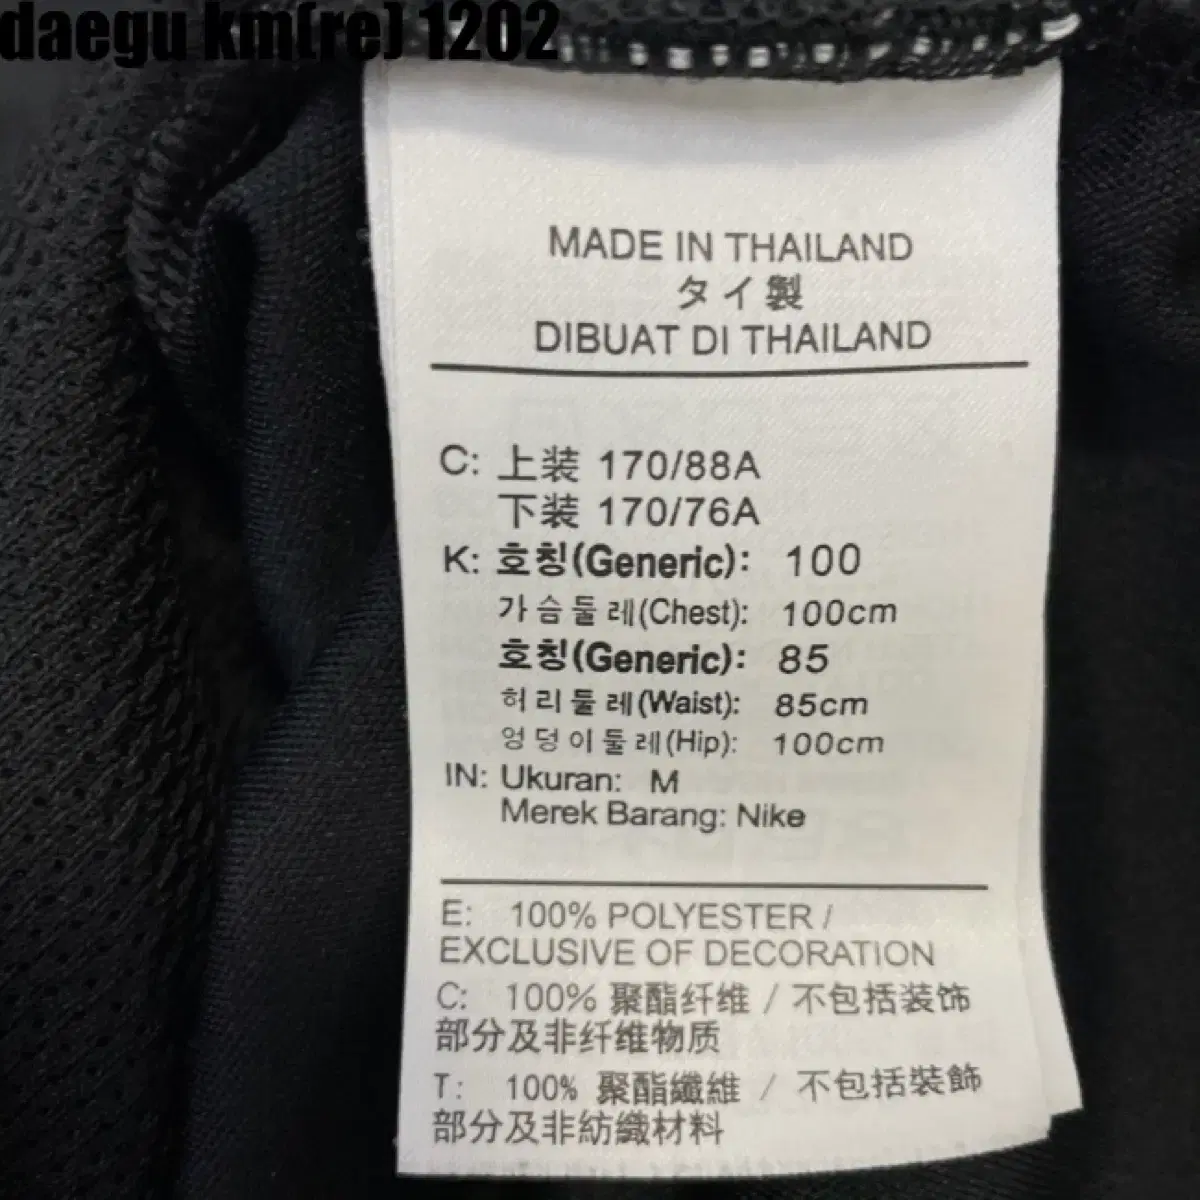 daegu km(re) 1202
MADE IN THAILAND
タイ製
DIBUAT DI THAILAND
C: 上装 170/88A
下装 170/76A
K: 호칭(Generic): 100
가슴둘레(Chest): 100cm
호칭(Generic): 85
허리둘레(Waist): 85cm
엉덩이둘레(Hip): 100cm
IN: Ukuran: M
Merek Barang: Nike
E: 100% POLYESTER /
EXCLUSIVE OF DECORATION
C: 100% 聚酯纤维 / 不包括装饰
部分及非纤维物质
T: 100% 聚酯纖維 / 不包括裝飾
部分及非紡織材料